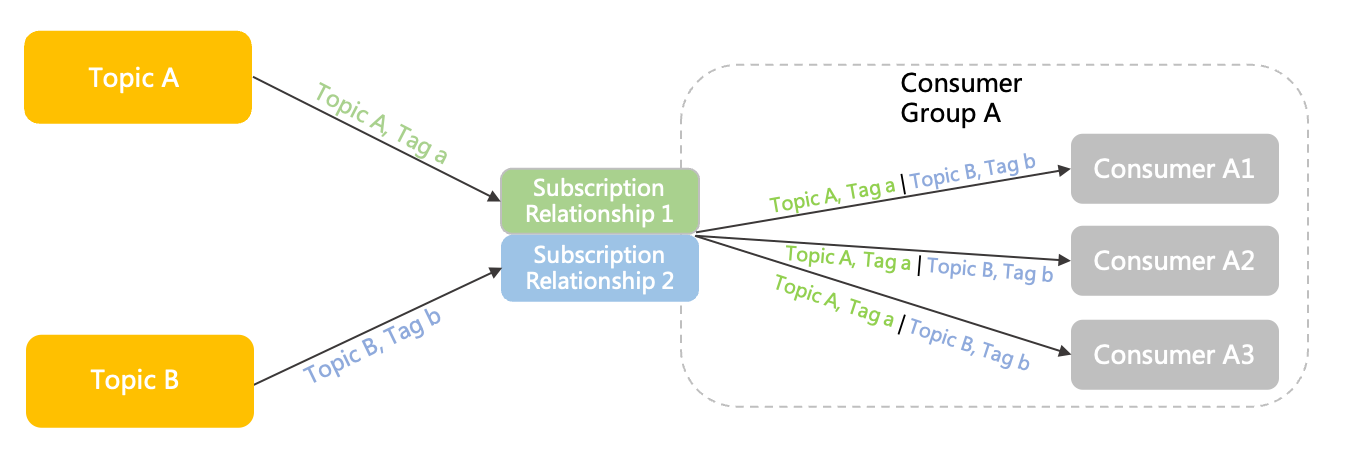 Topic A
Topic A, Tag a
Subscription
Relationship 1
Subscription
Relationship 2
Topic B, Tag b
Topic B
Consumer
Group A
Topic A, Tag a | Topic B, Tag b
Consumer A1
Topic A, Tag a | Topic B, Tag b
Consumer A2
Topic A, Tag a | Topic B, Tag b
Consumer A3